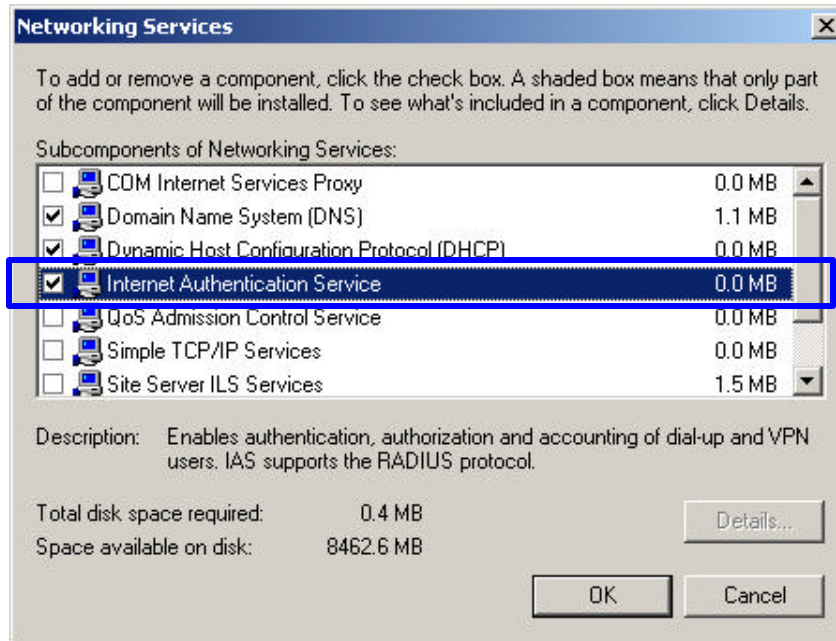 Networking Services
To add or remove a component, click the check box. A shaded box means that only part
of the component will be installed. To see what's included in a component, click Details.
Subcomponents of Networking Services:
COM Internet Services Proxy 0.0 MB
Domain Name System (DNS) 1.1 MB
Dynamic Host Configuration Protocol (DHCP) 0.0 MB
Internet Authentication Service 0.0 MB
QoS Admission Control Service 0.0 MB
Simple TCP/IP Services 0.0 MB
Site Server ILS Services 1.5 MB
Description: Enables authentication, authorization and accounting of dial-up and VPN
users. IAS supports the RADIUS protocol.
Total disk space required: 0.4 MB
Details...
Space available on disk: 8462.6 MB
OK Cancel